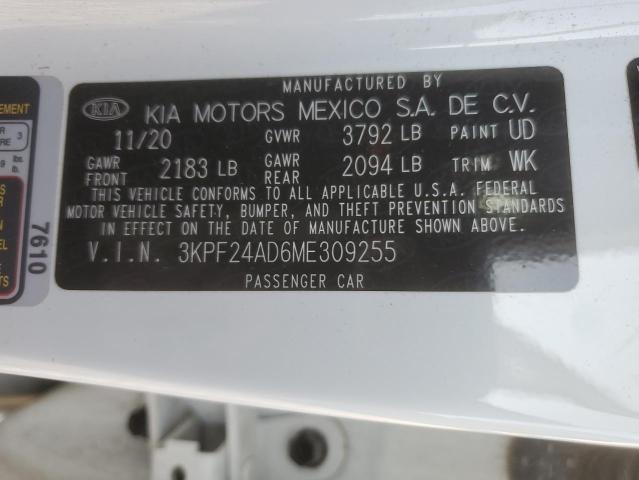 MANUFACTURED BY
KIA KIA MOTORS MEXICO S.A. DE C.V.
11/20 GVWR 3792 LB PAINT UD
GAWR FRONT 2183 LB GAWR REAR 2094 LB TRIM WK
THIS VEHICLE CONFORMS TO ALL APPLICABLE U.S.A. FEDERAL
MOTOR VEHICLE SAFETY, BUMPER, AND THEFT PREVENTION STANDARDS
IN EFFECT ON THE DATE OF MANUFACTURE SHOWN ABOVE.
V.I.N. 3KPF24AD6ME309255
PASSENGER CAR
7610
3
lbs.